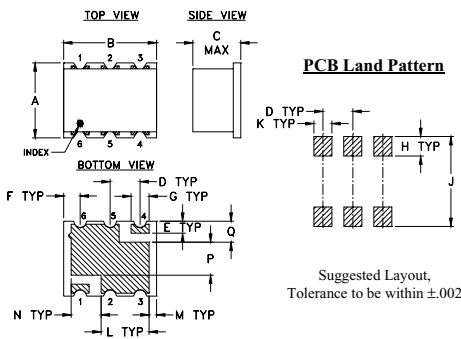 TOP VIEW
SIDE VIEW
B
C
MAX
1 2 3
A
6 5 4
INDEX
BOTTOM VIEW
F TYP
D TYP
G TYP
6 5 4
E TYP
Q
P
1 2 3
N TYP
M TYP
L TYP
PCB Land Pattern
D TYP
K TYP
H TYP
J
Suggested Layout,
Tolerance to be within ±.002